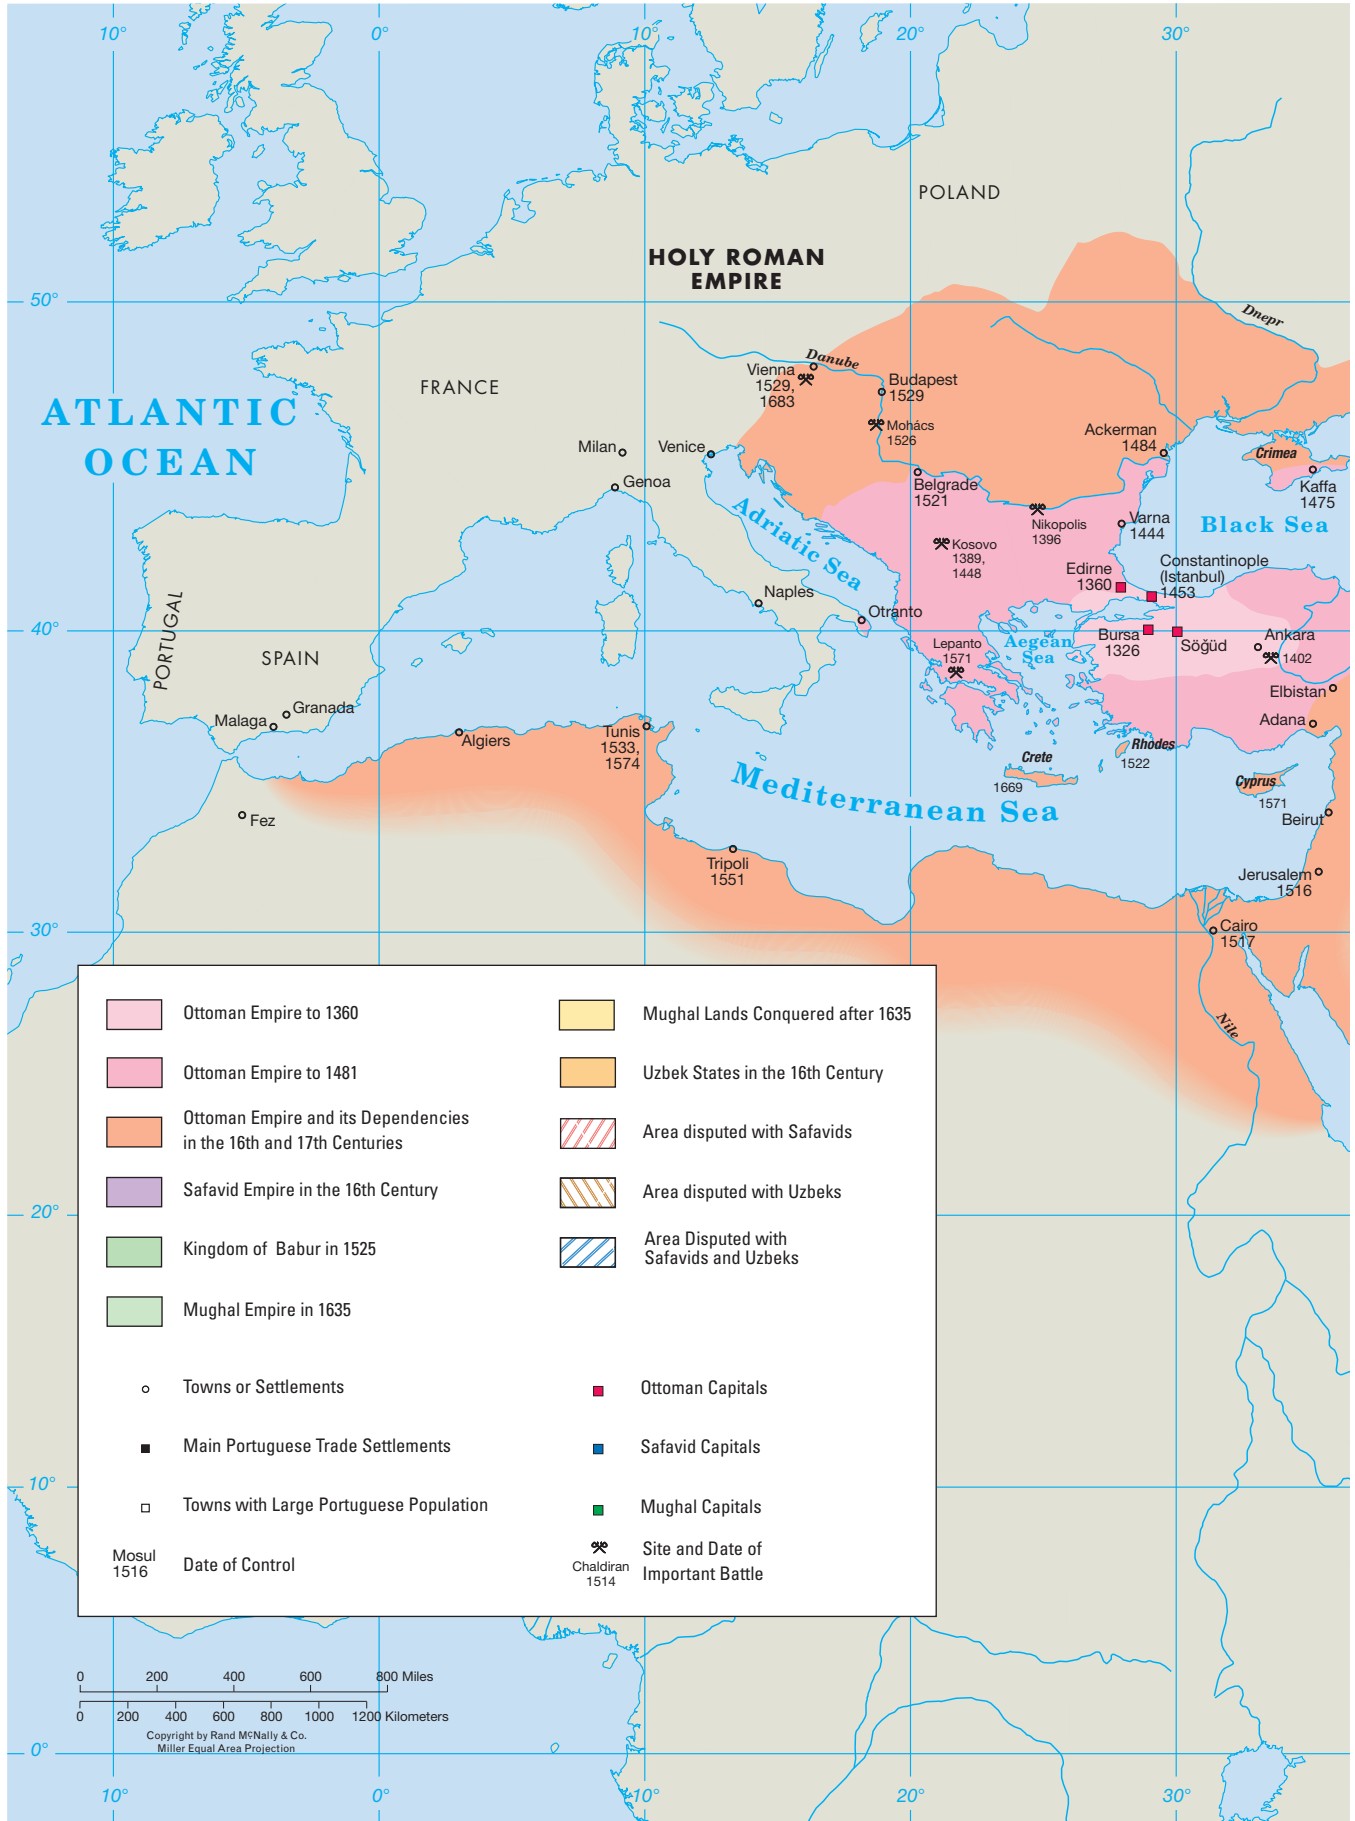 10°
0°
10°
20°
30°
POLAND
HOLY ROMAN
EMPIRE
50°
Dnepr
Danube
Vienna
1529,
1683
Budapest
1529
FRANCE
ATLANTIC
OCEAN
Mohács
1526
Ackerman
1484
Milan
Venice
Crimea
Genoa
Belgrade
1521
Kaffa
1475
Adriatic Sea
Nikopolis
1396
Varna
1444
Black Sea
Kosovo
1389,
1448
Edirne
1360
Constantinople
(Istanbul)
1453
Naples
Otranto
40°
PORTUGAL
SPAIN
Lepanto
1571
Aegean
Sea
Bursa
1326
Söğüd
Ankara
1402
Elbistan
Granada
Malaga
Adana
Algiers
Tunis
1533,
1574
Rhodes
1522
Crete
1669
Mediterranean Sea
Cyprus
1571
Beirut
Fez
Tripoli
1551
Jerusalem
1516
30°
Cairo
1517
Nile
Ottoman Empire to 1360
Ottoman Empire to 1481
Ottoman Empire and its Dependencies
in the 16th and 17th Centuries
Safavid Empire in the 16th Century
Kingdom of Babur in 1525
Mughal Empire in 1635
Mughal Lands Conquered after 1635
Uzbek States in the 16th Century
Area disputed with Safavids
Area disputed with Uzbeks
Area Disputed with
Safavids and Uzbeks
20°
Towns or Settlements
Main Portuguese Trade Settlements
Towns with Large Portuguese Population
Mosul
1516
Date of Control
Ottoman Capitals
Safavid Capitals
Mughal Capitals
Chaldiran
1514
Site and Date of
Important Battle
10°
0 200 400 600 800 Miles
0 200 400 600 800 1000 1200 Kilometers
Copyright by Rand McNally & Co.
Miller Equal Area Projection
0°
10°
0°
10°
20°
30°